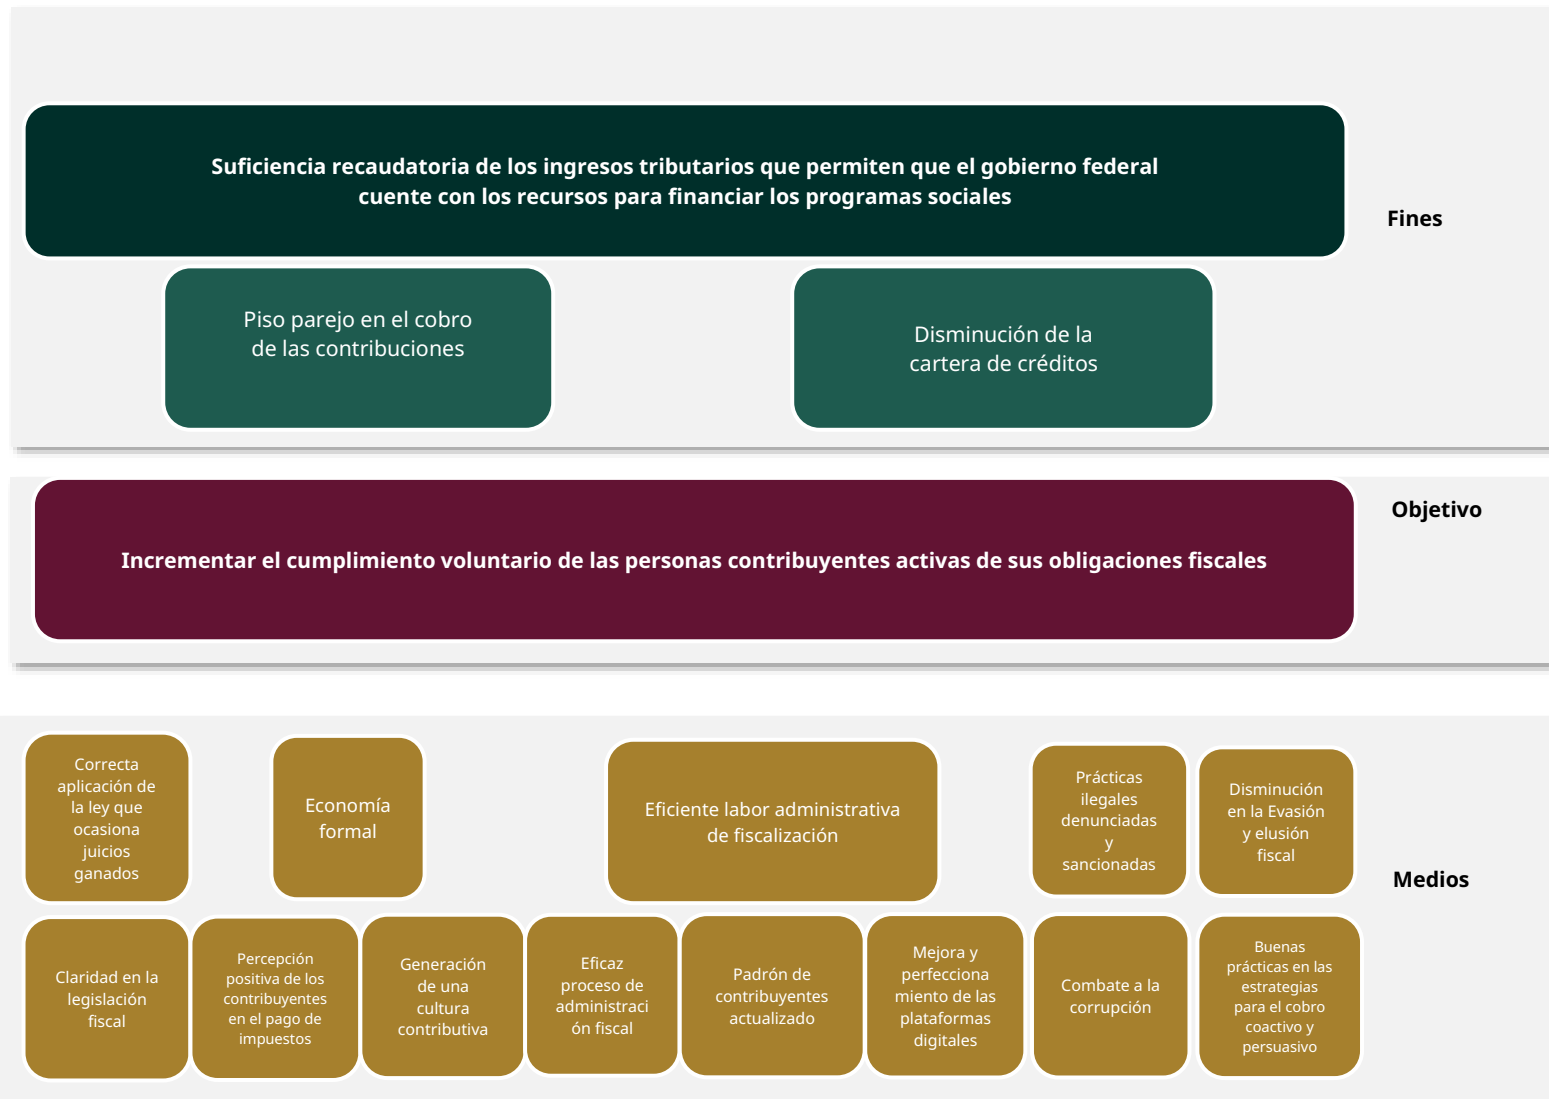 Suficiencia recaudatoria de los ingresos tributarios que permiten que el gobierno federal
cuente con los recursos para financiar los programas sociales
Fines
Piso parejo en el cobro
de las contribuciones
Disminución de la
cartera de créditos
Objetivo
Incrementar el cumplimiento voluntario de las personas contribuyentes activas de sus obligaciones fiscales
Correcta
aplicación de
la ley que
ocasiona
juicios
ganados
Economía
formal
Eficiente labor administrativa
de fiscalización
Prácticas
ilegales
denunciadas
y
sancionadas
Disminución
en la Evasión
y elusión
fiscal
Medios
Claridad en la
legislación
fiscal
Percepción
positiva de los
contribuyentes
en el pago de
impuestos
Generación
de una
cultura
contributiva
Eficaz
proceso de
administraci
ón fiscal
Padrón de
contribuyentes
actualizado
Mejora y
perfecciona
miento de las
plataformas
digitales
Combate a la
corrupción
Buenas
prácticas en las
estrategias
para el cobro
coactivo y
persuasivo